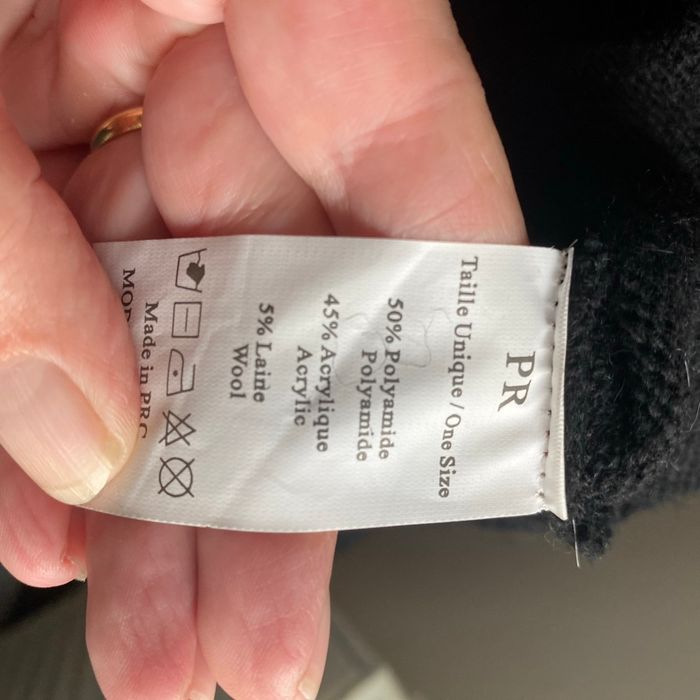 PR
Taille Unique / One Size
50% Polyamide
Polyamide
45% Acrylique
Acrylic
5% Laine
Wool
Made in PRC